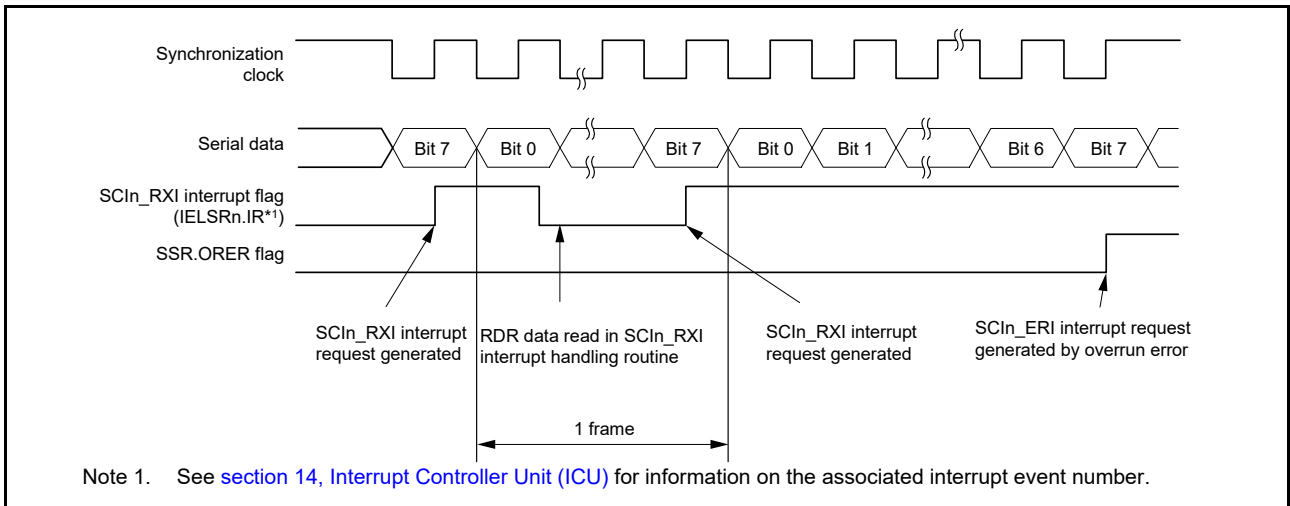 Synchronization
clock
Serial data
Bit 7
Bit 0
Bit 7
Bit 0
Bit 1
Bit 6
Bit 7
SCIn_RXI interrupt flag
(IELSRn.IR*1)
SSR.ORER flag
SCIn_RXI interrupt
request generated
RDR data read in SCIn_RXI
interrupt handling routine
SCIn_RXI interrupt
request generated
SCIn_ERI interrupt request
generated by overrun error
1 frame
Note 1. See section 14, Interrupt Controller Unit (ICU) for information on the associated interrupt event number.